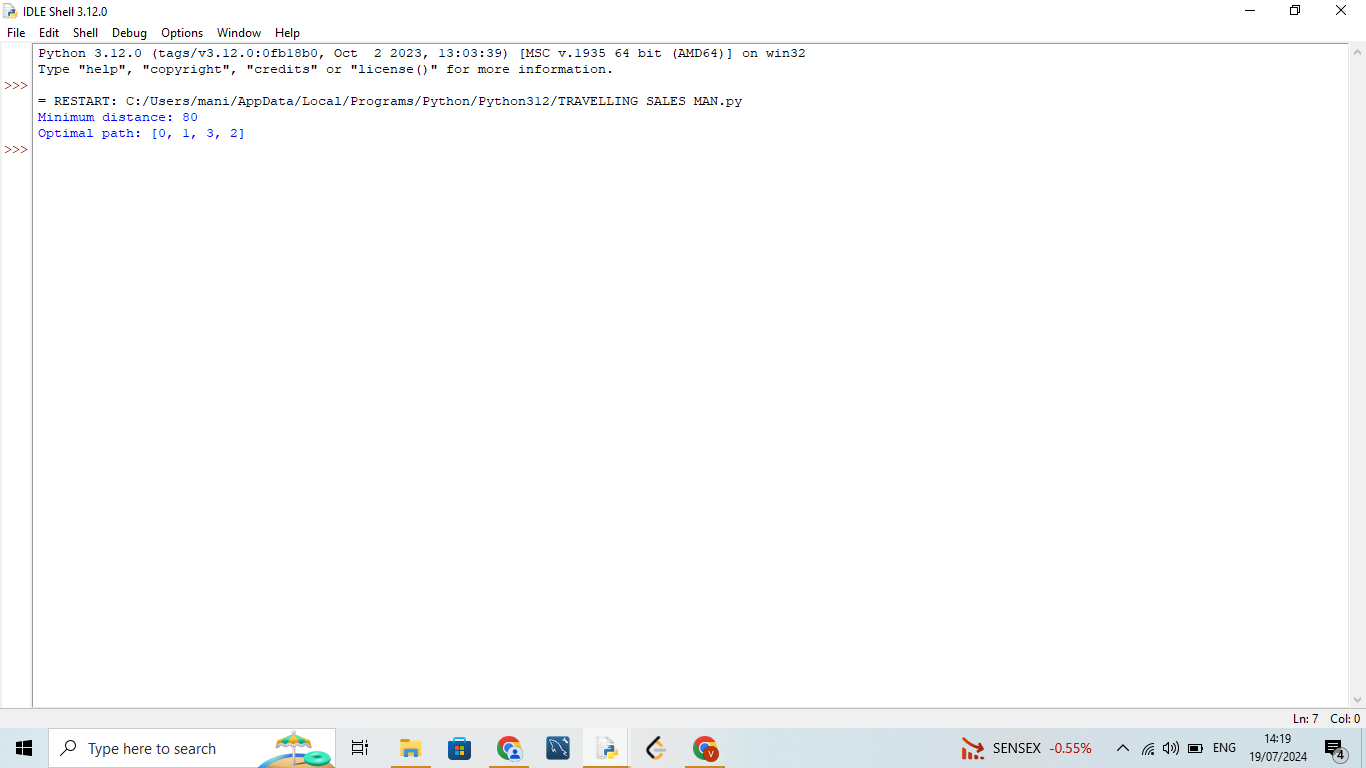 IDLE Shell 3.12.0
File Edit Shell Debug Options Window Help
Python 3.12.0 (tags/v3.12.0:0fb18b0, Oct  2 2023, 13:03:39) [MSC v.1935 64 bit (AMD64)] on win32
Type "help", "copyright", "credits" or "license()" for more information.
>>>
= RESTART: C:/Users/mani/AppData/Local/Programs/Python/Python312/TRAVELLING SALES MAN.py
Minimum distance: 80
Optimal path: [0, 1, 3, 2]
>>>
Ln: 7 Col: 0
Type here to search
V
SENSEX -0.55%
ENG
14:19
19/07/2024
4